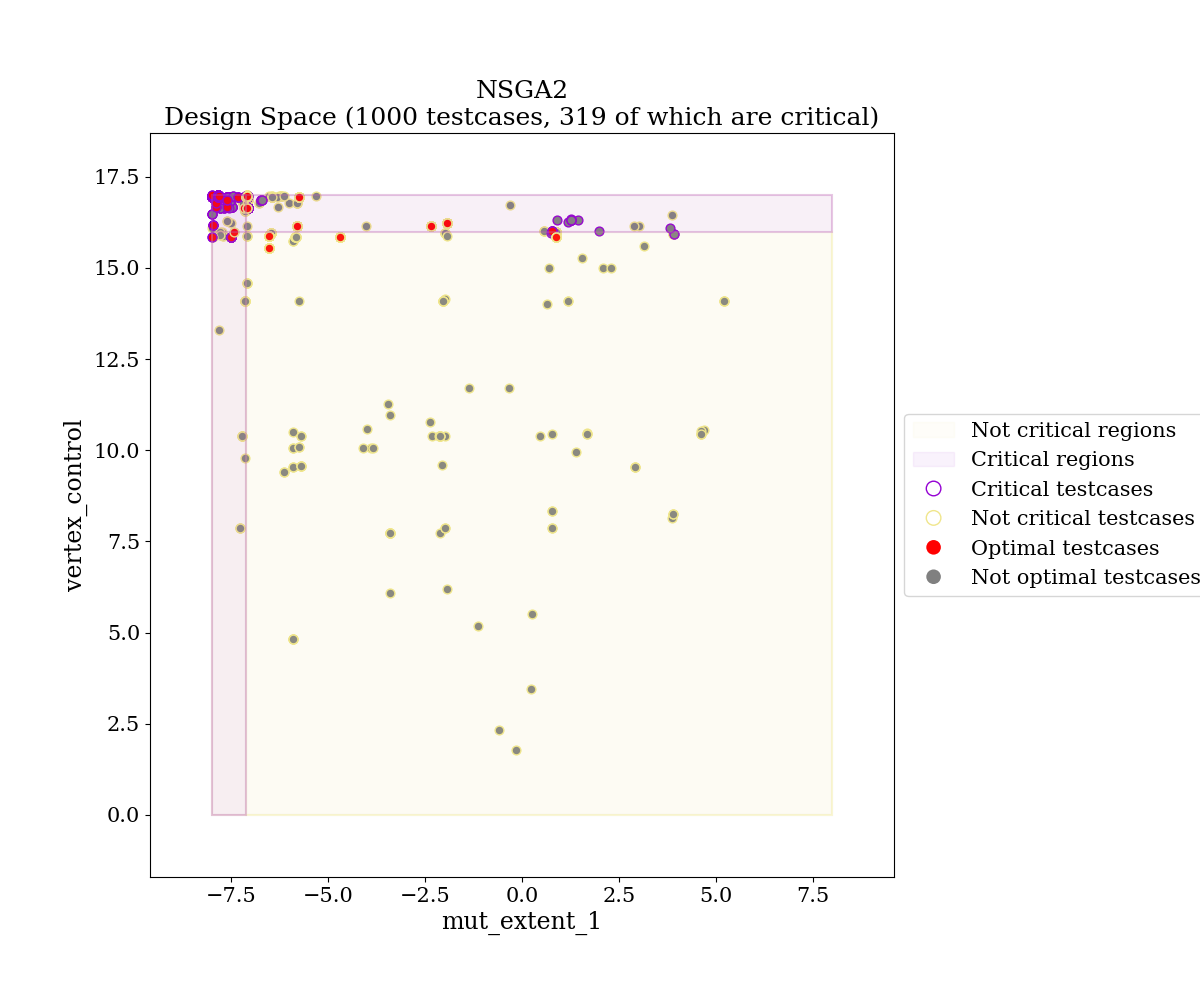 NSGA2
Design Space (1000 testcases, 319 of which are critical)
17.5
15.0
12.5
10.0
7.5
5.0
2.5
0.0
vertex_control
−7.5
−5.0
−2.5
0.0
2.5
5.0
7.5
mut_extent_1
Not critical regions
Critical regions
Critical testcases
Not critical testcases
Optimal testcases
Not optimal testcases